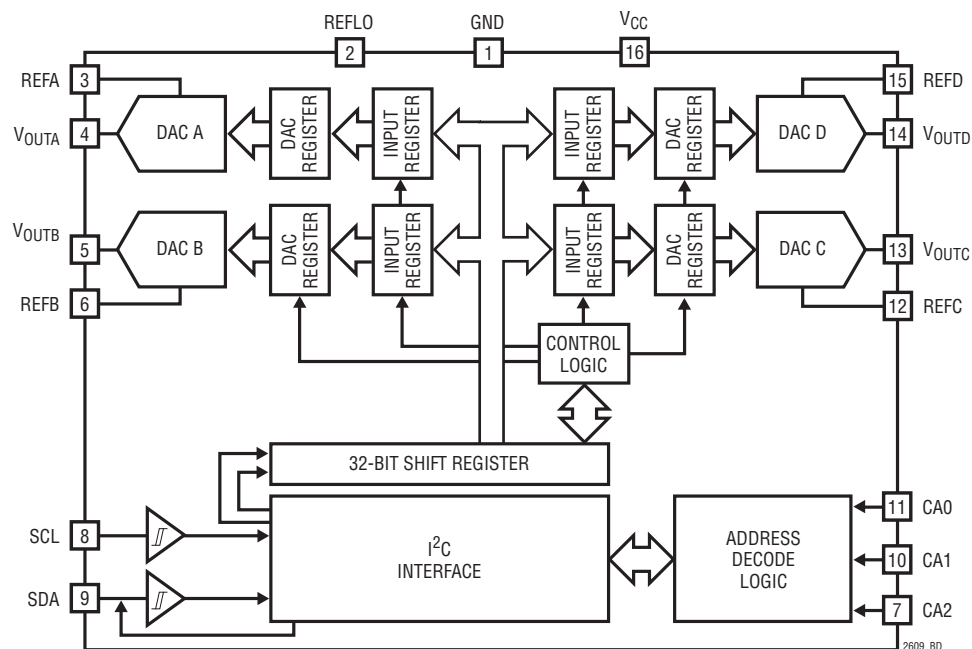 REFLO
GND
VCC
2
1
16
REFA
3
15
REFD
VOUTA
4
DAC A
DAC
REGISTER
INPUT
REGISTER
INPUT
REGISTER
DAC
REGISTER
DAC D
14
VOUTD
VOUTB
5
DAC B
DAC
REGISTER
INPUT
REGISTER
INPUT
REGISTER
DAC
REGISTER
DAC C
13
VOUTC
REFB
6
12
REFC
CONTROL
LOGIC
32-BIT SHIFT REGISTER
SCL
8
I2C
INTERFACE
ADDRESS
DECODE
LOGIC
11
CA0
10
CA1
SDA
9
7
CA2
2609 BD